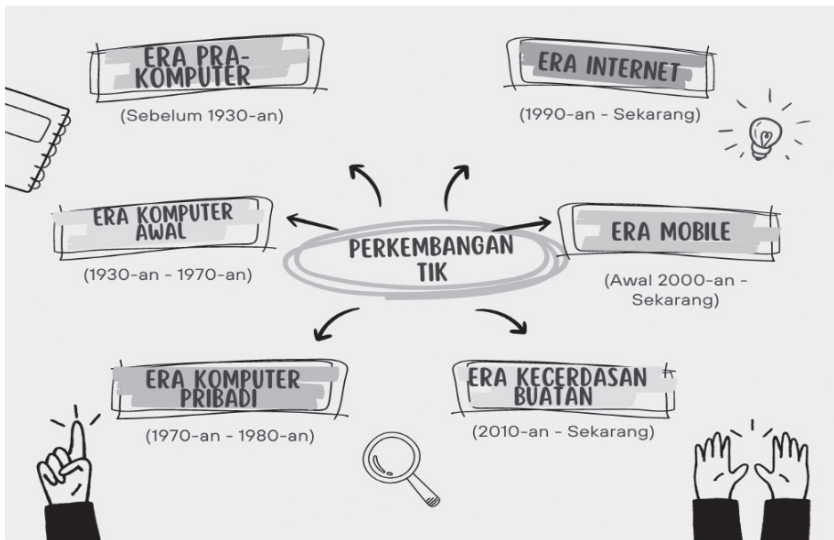 ERA PRA-
KOMPUTER
(Sebelum 1930-an)
ERA INTERNET
(1990-an - Sekarang)
ERA KOMPUTER
AWAL
(1930-an - 1970-an)
PERKEMBANGAN
TIK
ERA MOBILE
(Awal 2000-an -
Sekarang)
ERA KOMPUTER
PRIBADI
(1970-an - 1980-an)
ERA KECERDASAN
BUATAN
(2010-an - Sekarang)